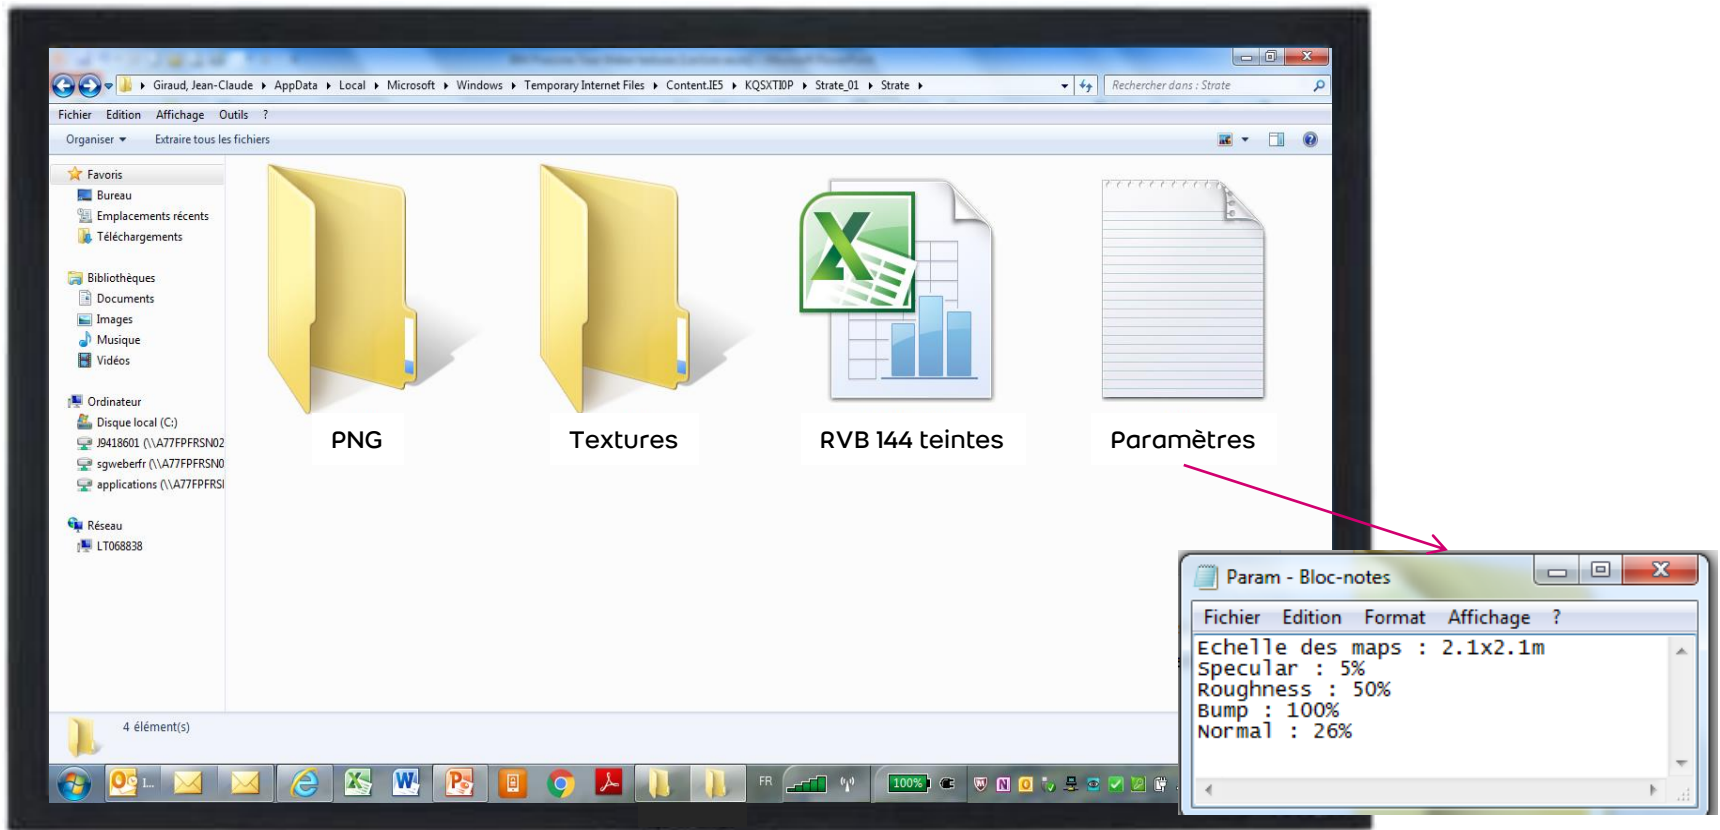 Giraud, Jean-Claude ▸ AppData ▸ Local ▸ Microsoft ▸ Windows ▸ Temporary Internet Files ▸ Content.IE5 ▸ KQSXTI0P ▸ Strate_01 ▸ Strate ▸
Rechercher dans : Strate
Fichier Edition Affichage Outils ?
Organiser Extraire tous les fichiers
Favoris
Bureau
Emplacements récents
Téléchargements
Bibliothèques
Documents
Images
Musique
Vidéos
Ordinateur
Disque local (C:)
J9418601 (\\A77FPFRSN02
sgweberfr (\\A77FPFRSN0
applications (\\A77FPFRS
Réseau
LT068838
PNG
Textures
RVB 144 teintes
Paramètres
4 élément(s)
FR
100%
Param - Bloc-notes
Fichier Edition Format Affichage ?
Echelle des maps : 2.1x2.1m
Specular : 5%
Roughness : 50%
Bump : 100%
Normal : 26%